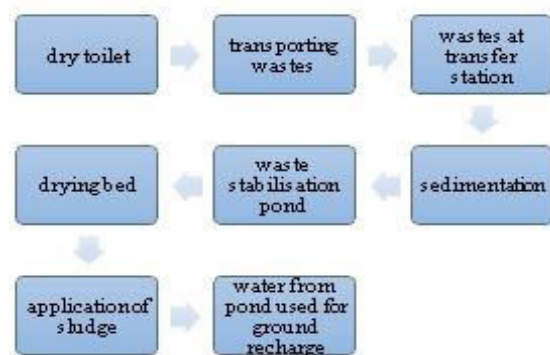 dry toilet
transporting
wastes
wastes at
transfer
station
sedimentation
waste
stabilisation
pond
drying bed
application of
sludge
water from
pond used for
ground
recharge